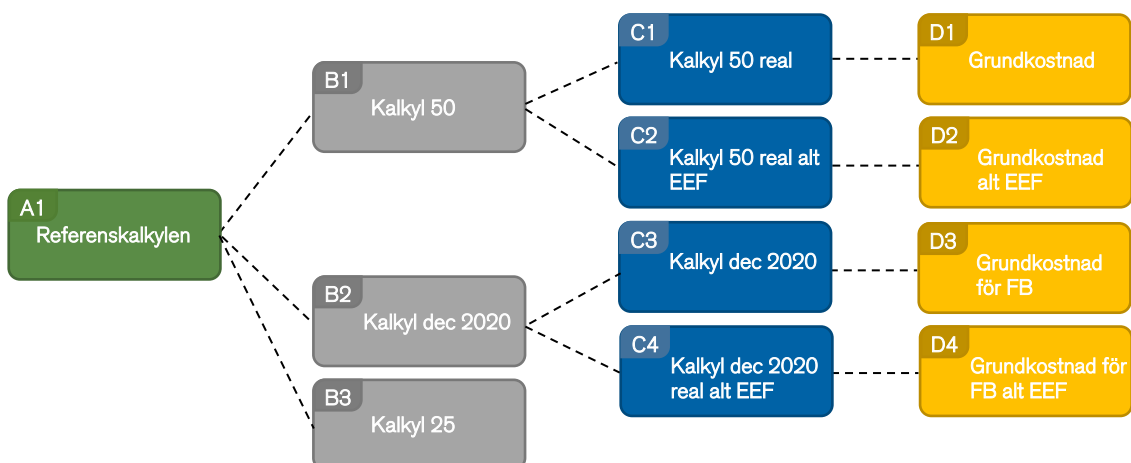 A1
Referenskalkylen
B1
Kalkyl 50
B2
Kalkyl dec 2020
B3
Kalkyl 25
C1
Kalkyl 50 real
C2
Kalkyl 50 real alt
EEF
C3
Kalkyl dec 2020
C4
Kalkyl dec 2020
real alt EEF
D1
Grundkostnad
D2
Grundkostnad
alt EEF
D3
Grundkostnad
för FB
D4
Grundkostnad för
FB alt EEF